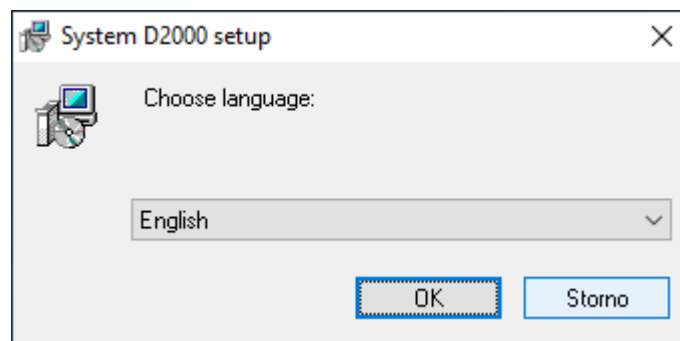 System D2000 setup
Choose language:
English
OK
Storno